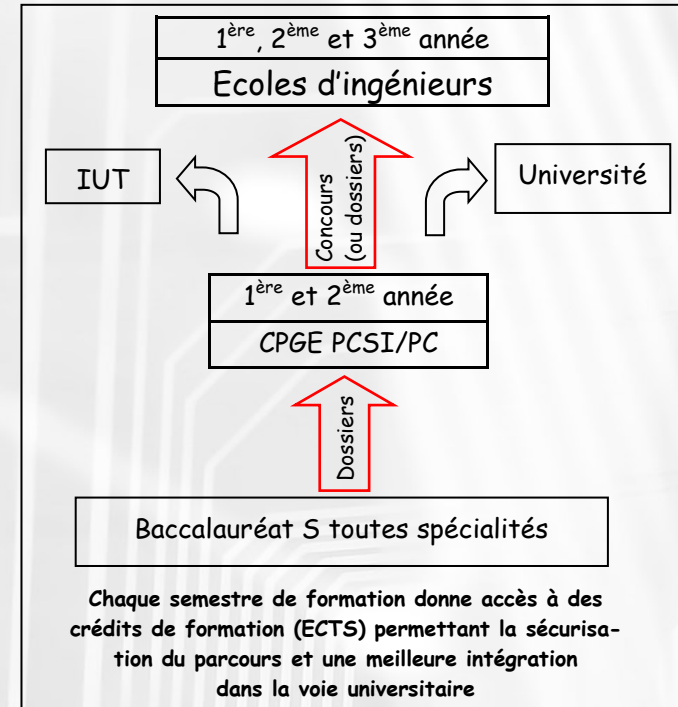 1ère, 2ème et 3ème année
Ecoles d'ingénieurs
IUT
Concours
(ou dossiers)
Université
1ère et 2ème année
CPGE PCSI/PC
Dossiers
Baccalauréat S toutes spécialités
Chaque semestre de formation donne accès à des
crédits de formation (ECTS) permettant la sécurisa-
tion du parcours et une meilleure intégration
dans la voie universitaire